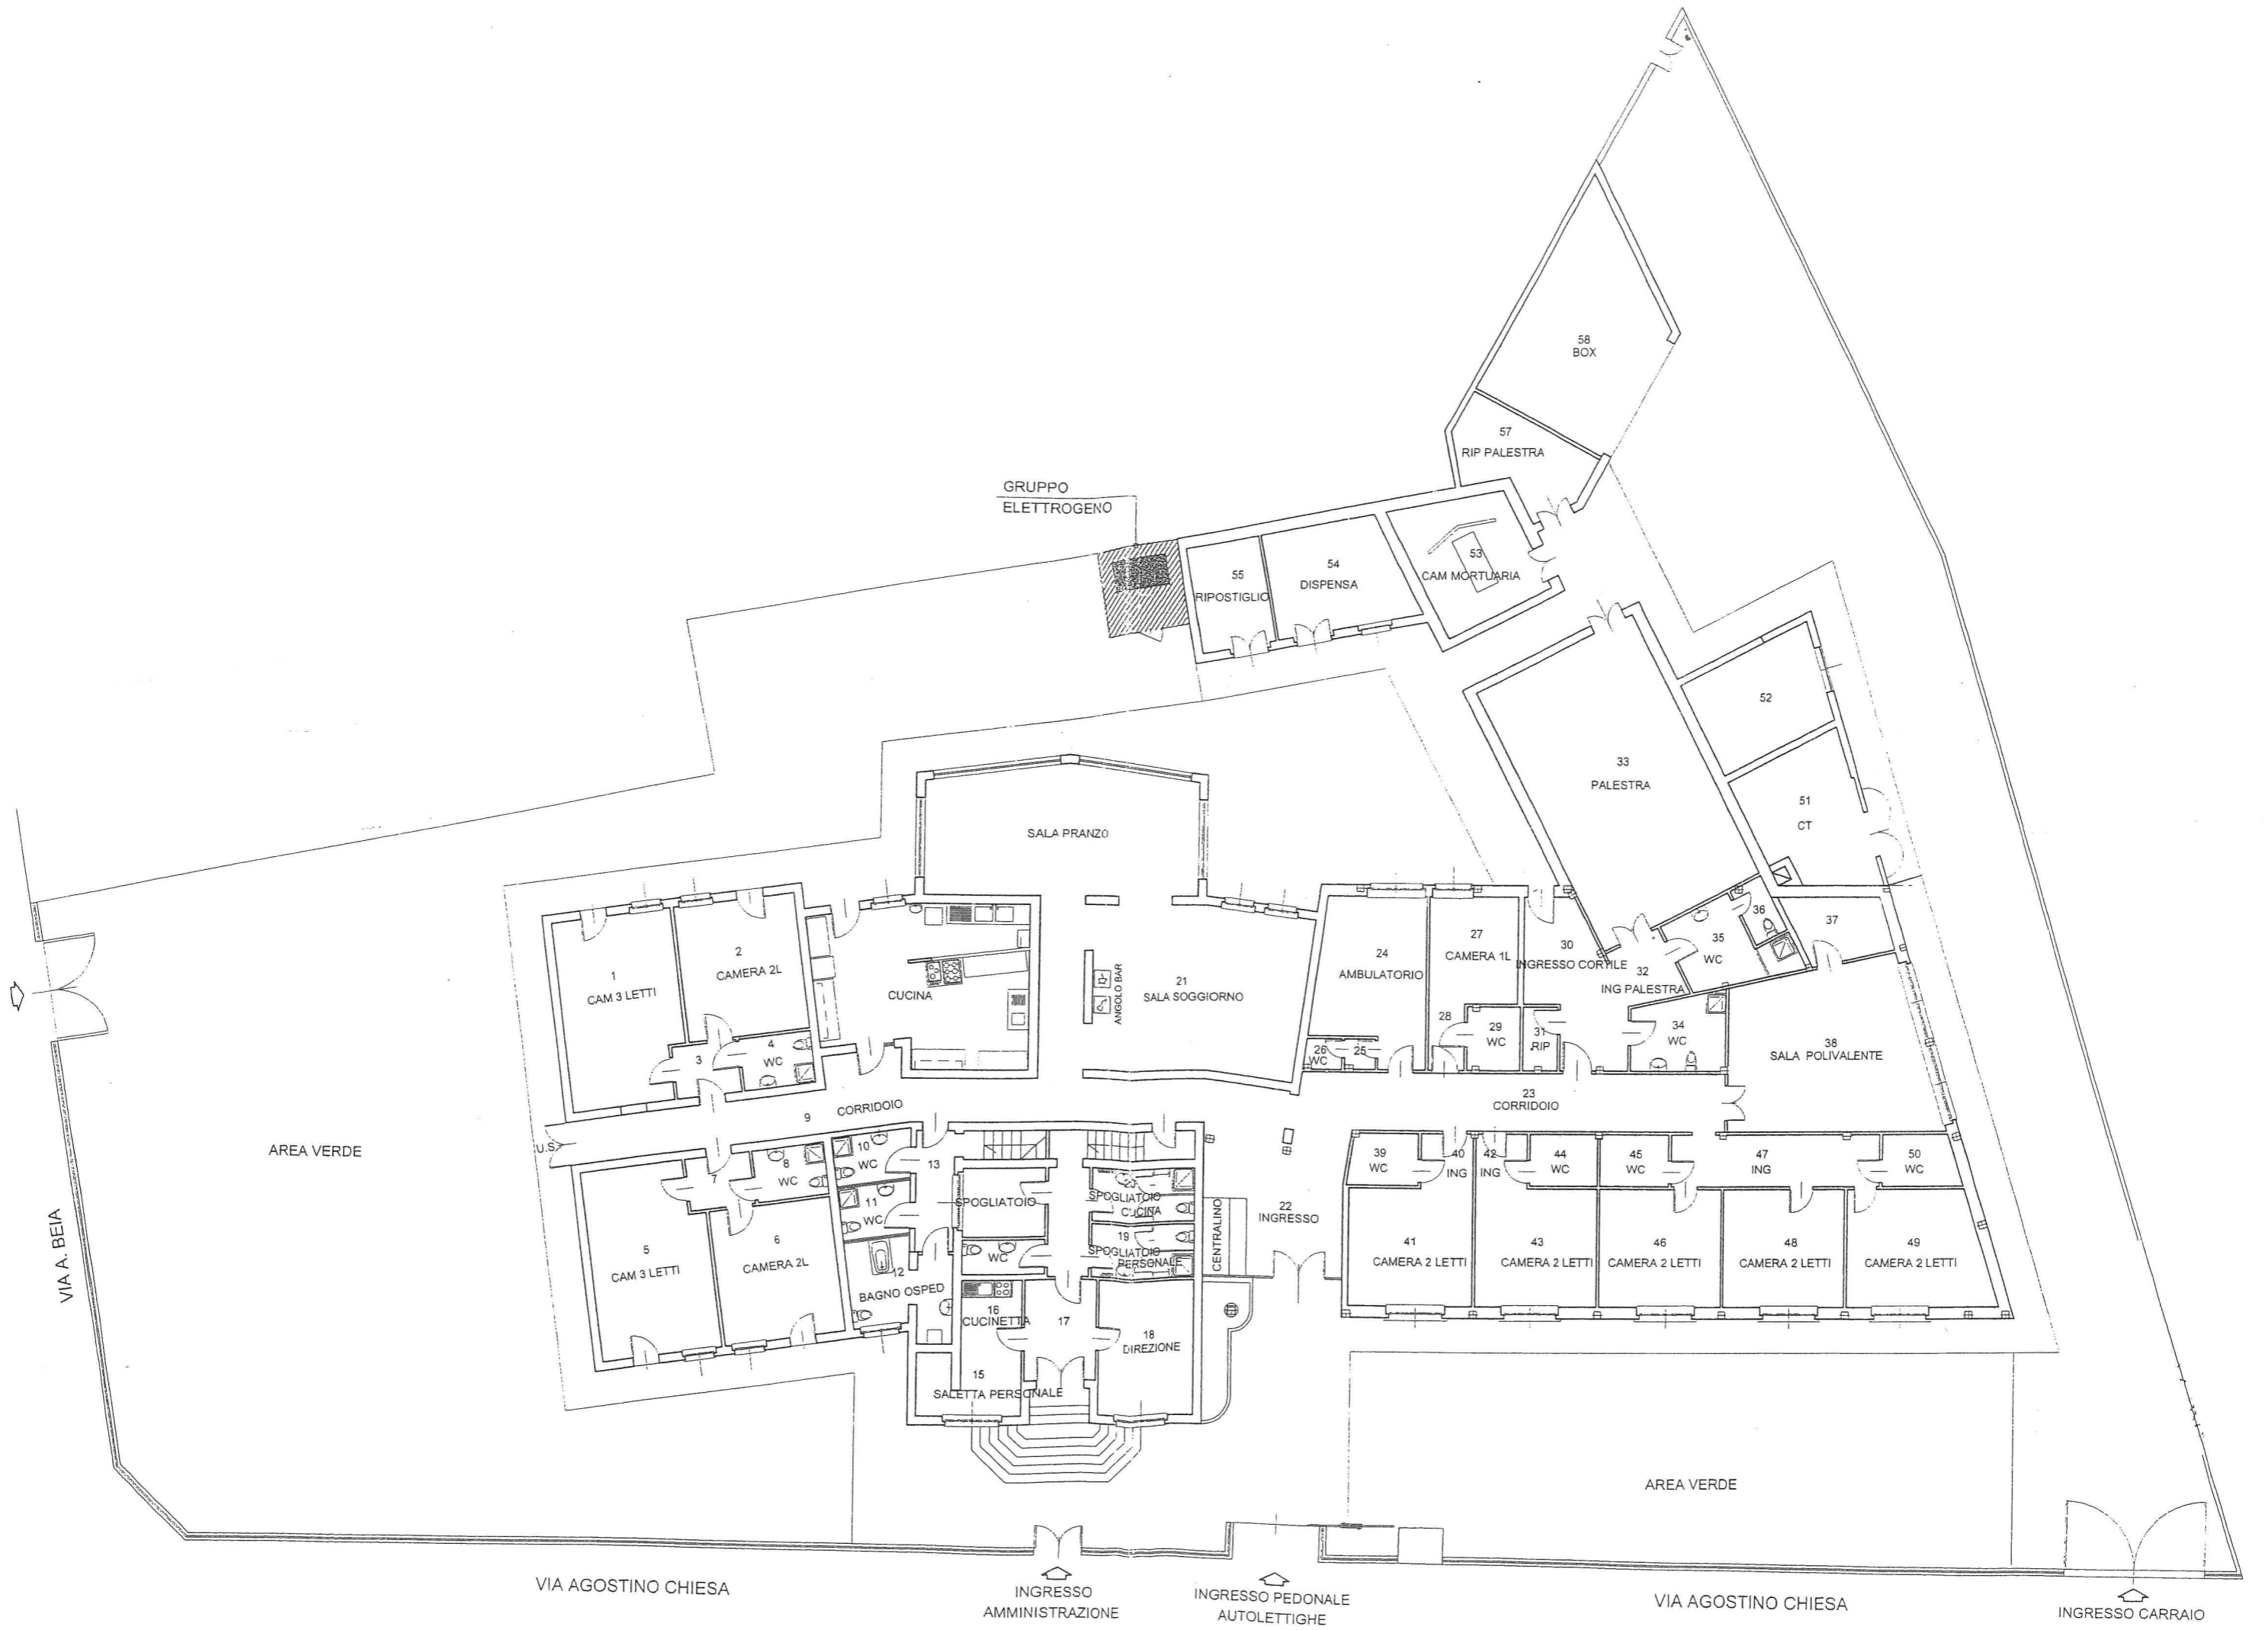 58
BOX
57
RIP PALESTRA
GRUPPO
ELETTROGENO
53
CAM MORTUARIA
54
DISPENSA
55
RIPOSTIGLIO
52
33
PALESTRA
51
CT
SALA PRANZO
36
37
35
WC
30
INGRESSO CORTILE
32
ING PALESTRA
27
CAMERA 1L
24
AMBULATORIO
2
CAMERA 2L
1
CAM 3 LETTI
CUCINA
ANGOLO BAR
21
SALA SOGGIORNO
28
29
WC
31
RIP
34
WC
38
SALA POLIVALENTE
26
WC
25
3
4
WC
9
CORRIDOIO
23
CORRIDOIO
AREA VERDE
U.S.
10
WC
13
8
WC
7
11
WC
SPOGLIATOIO
20
SPOGLIATOIO
CUCINA
39
WC
40
ING
42
ING
44
WC
45
WC
47
ING
50
WC
22
INGRESSO
CENTRALINO
VIA A. BEIA
5
CAM 3 LETTI
6
CAMERA 2L
12
BAGNO OSPED
WC
19
SPOGLIATOIO
PERSONALE
41
CAMERA 2 LETTI
43
CAMERA 2 LETTI
46
CAMERA 2 LETTI
48
CAMERA 2 LETTI
49
CAMERA 2 LETTI
16
CUCINETTA
17
18
DIREZIONE
15
SALETTA PERSONALE
AREA VERDE
VIA AGOSTINO CHIESA
INGRESSO
AMMINISTRAZIONE
INGRESSO PEDONALE
AUTOLETTIGHE
VIA AGOSTINO CHIESA
INGRESSO CARRAIO